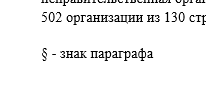 502 организации из 130 стр
§ - знак параграфа